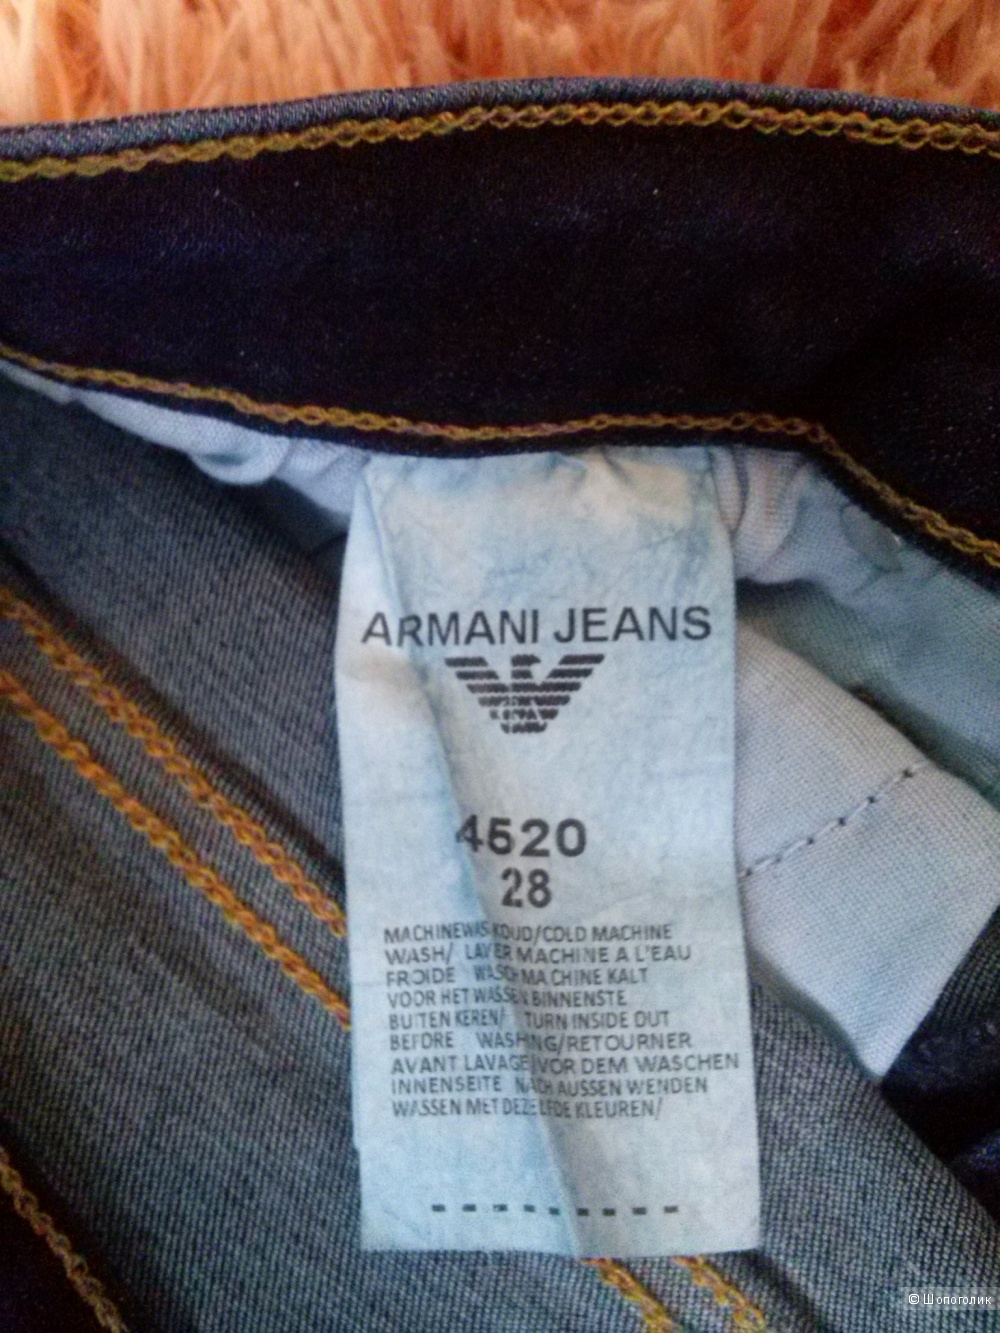 ARMANI JEANS
4520
28
MACHINEWAS KOUD/COLD MACHINE
WASH/ LAVER MACHINE A L'EAU
FROIDE WASCH MACHINE KALT
VOOR HET WASSEN BINNENSTE
BUITEN KEREN/ TURN INSIDE OUT
BEFORE WASHING/RETOURNER
AVANT LAVAGE/VOR DEM WASCHEN
INNENSEITE NACH AUSSEN WENDEN
WASSEN MET DEZELFDE KLEUREN/
© Шопоголик